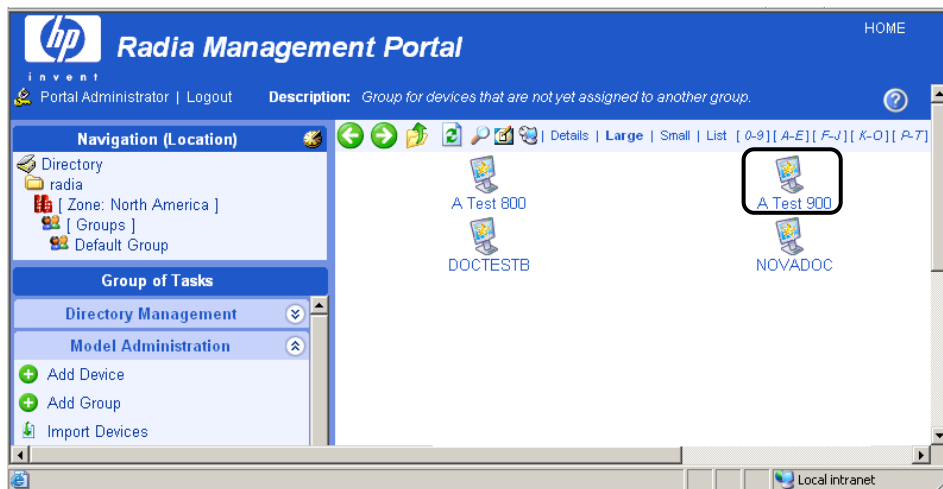 hp
invent
Radia Management Portal
HOME
Portal Administrator | Logout
Description: Group for devices that are not yet assigned to another group.
?
Navigation (Location)
| Details | Large | Small | List [ 0-9 ] [ A-E ] [ F-J ] [ K-O ] [ P-T ]
Directory
radia
[ Zone: North America ]
[ Groups ]
Default Group
A Test 800
A Test 900
DOCTESTB
NOVADOC
Group of Tasks
Directory Management
Model Administration
Add Device
Add Group
Import Devices
Local intranet